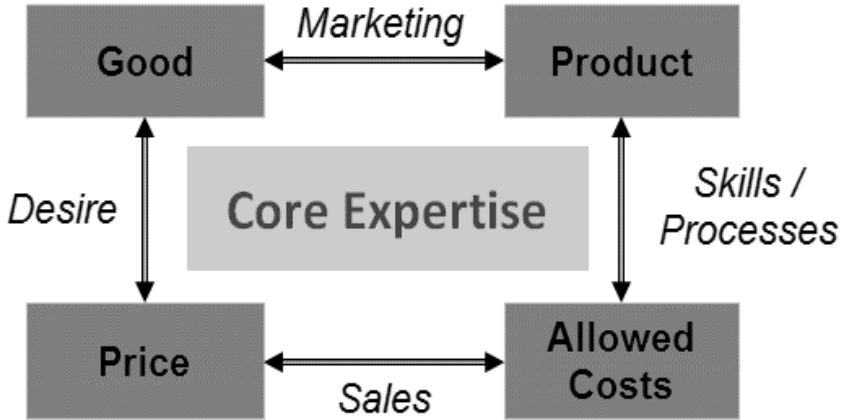 Marketing
Good
Product
Desire
Core Expertise
Skills /
Processes
Price
Allowed
Costs
Sales